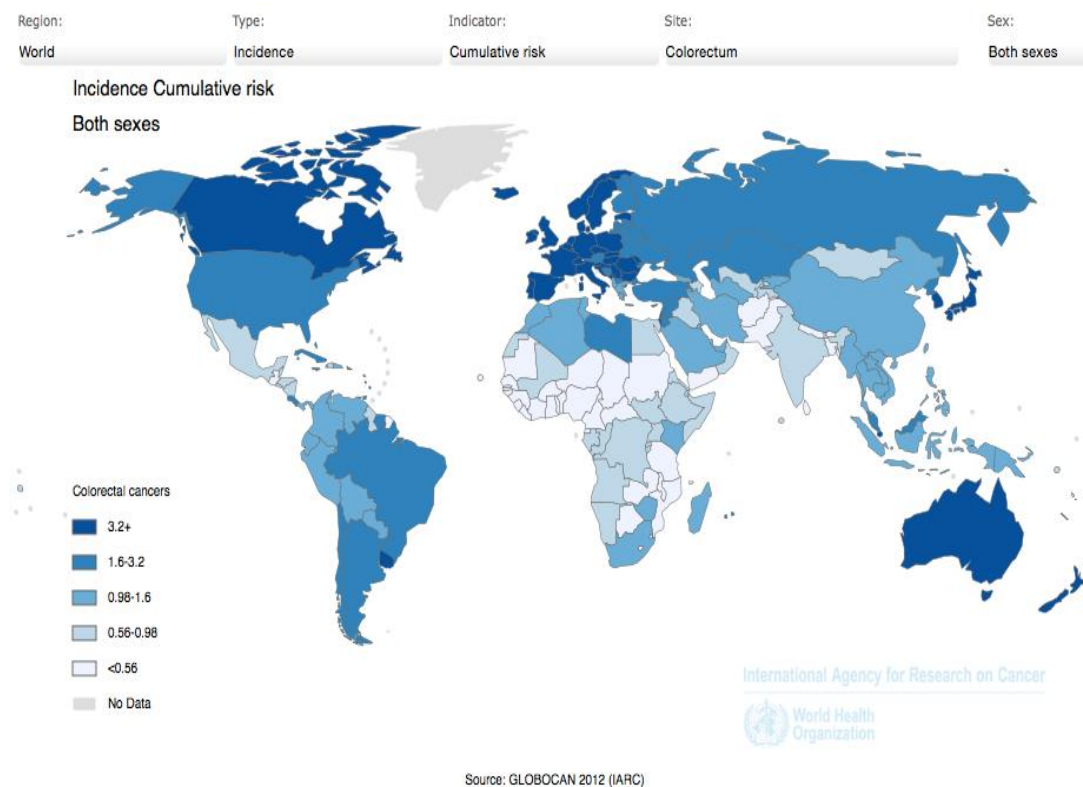 Region: Type: Indicator: Site: Sex:
World Incidence Cumulative risk Colorectum Both sexes
Incidence Cumulative risk
Both sexes
Colorectal cancers
3.2+
1.6-3.2
0.98-1.6
0.56-0.98
<0.56
No Data
International Agency for Research on Cancer
World Health
Organization
Source: GLOBOCAN 2012 (IARC)